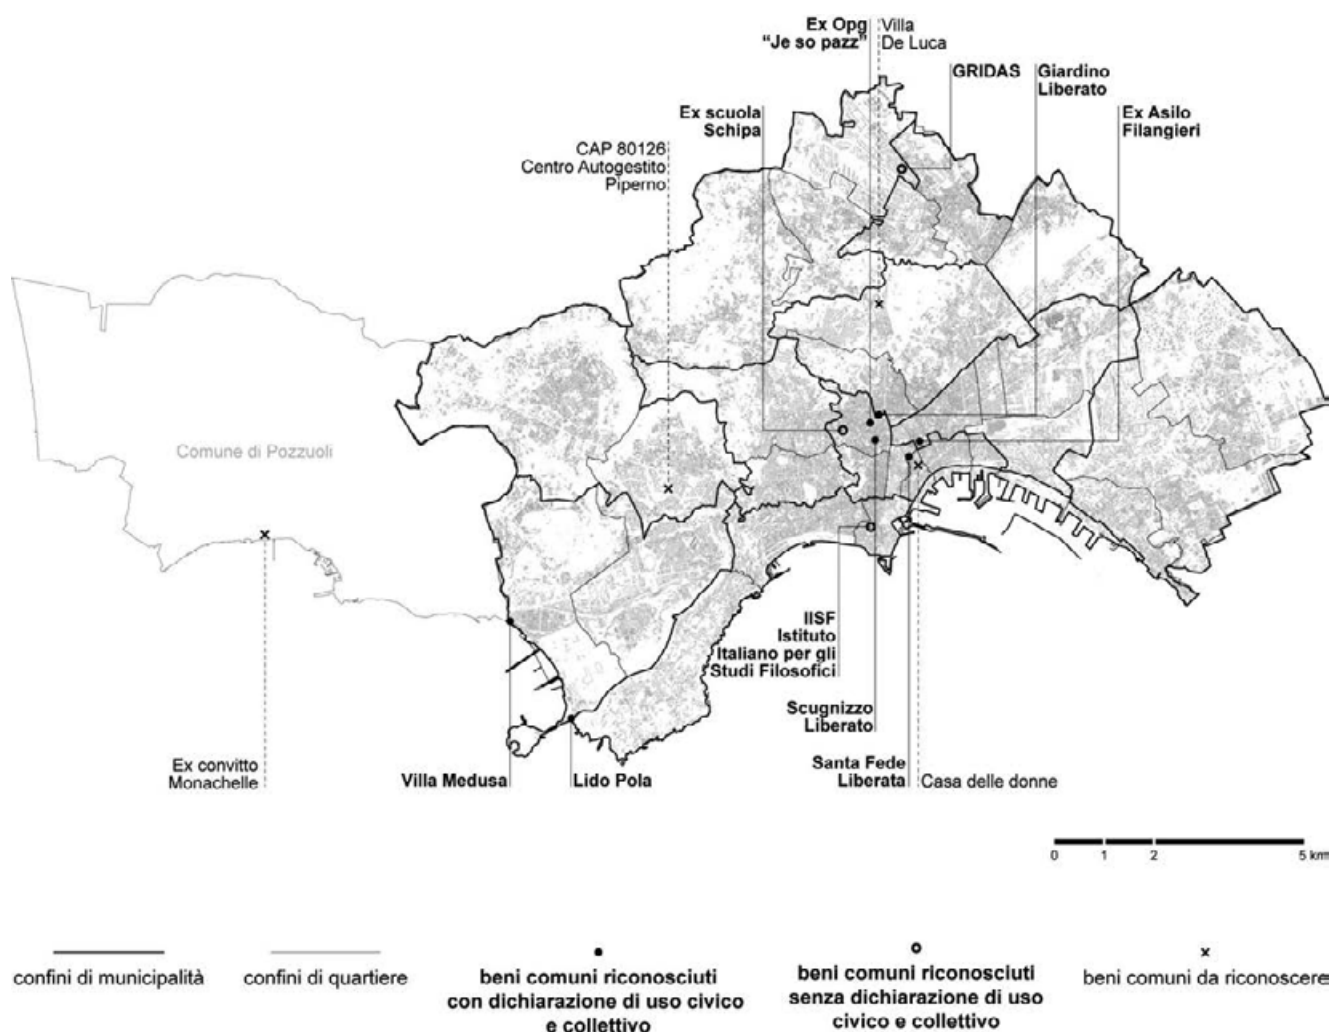 Ex Opg
“Je so pazz”
Villa
De Luca
GRIDAS
Giardino
Liberato
Ex scuola
Schipa
Ex Asilo
Filangieri
CAP 80126
Centro Autogestito
Piperno
Comune di Pozzuoli
IISF
Istituto
Italiano per gli
Studi Filosofici
Scugnizzo
Liberato
Ex convitto
Monachelle
Villa Medusa
Lido Pola
Santa Fede
Liberata
Casa delle donne
0 1 2 5 km
confini di municipalità
confini di quartiere
beni comuni riconosciuti
con dichiarazione di uso civico
e collettivo
beni comuni riconosciuti
senza dichiarazione di uso
civico e collettivo
beni comuni da riconoscere